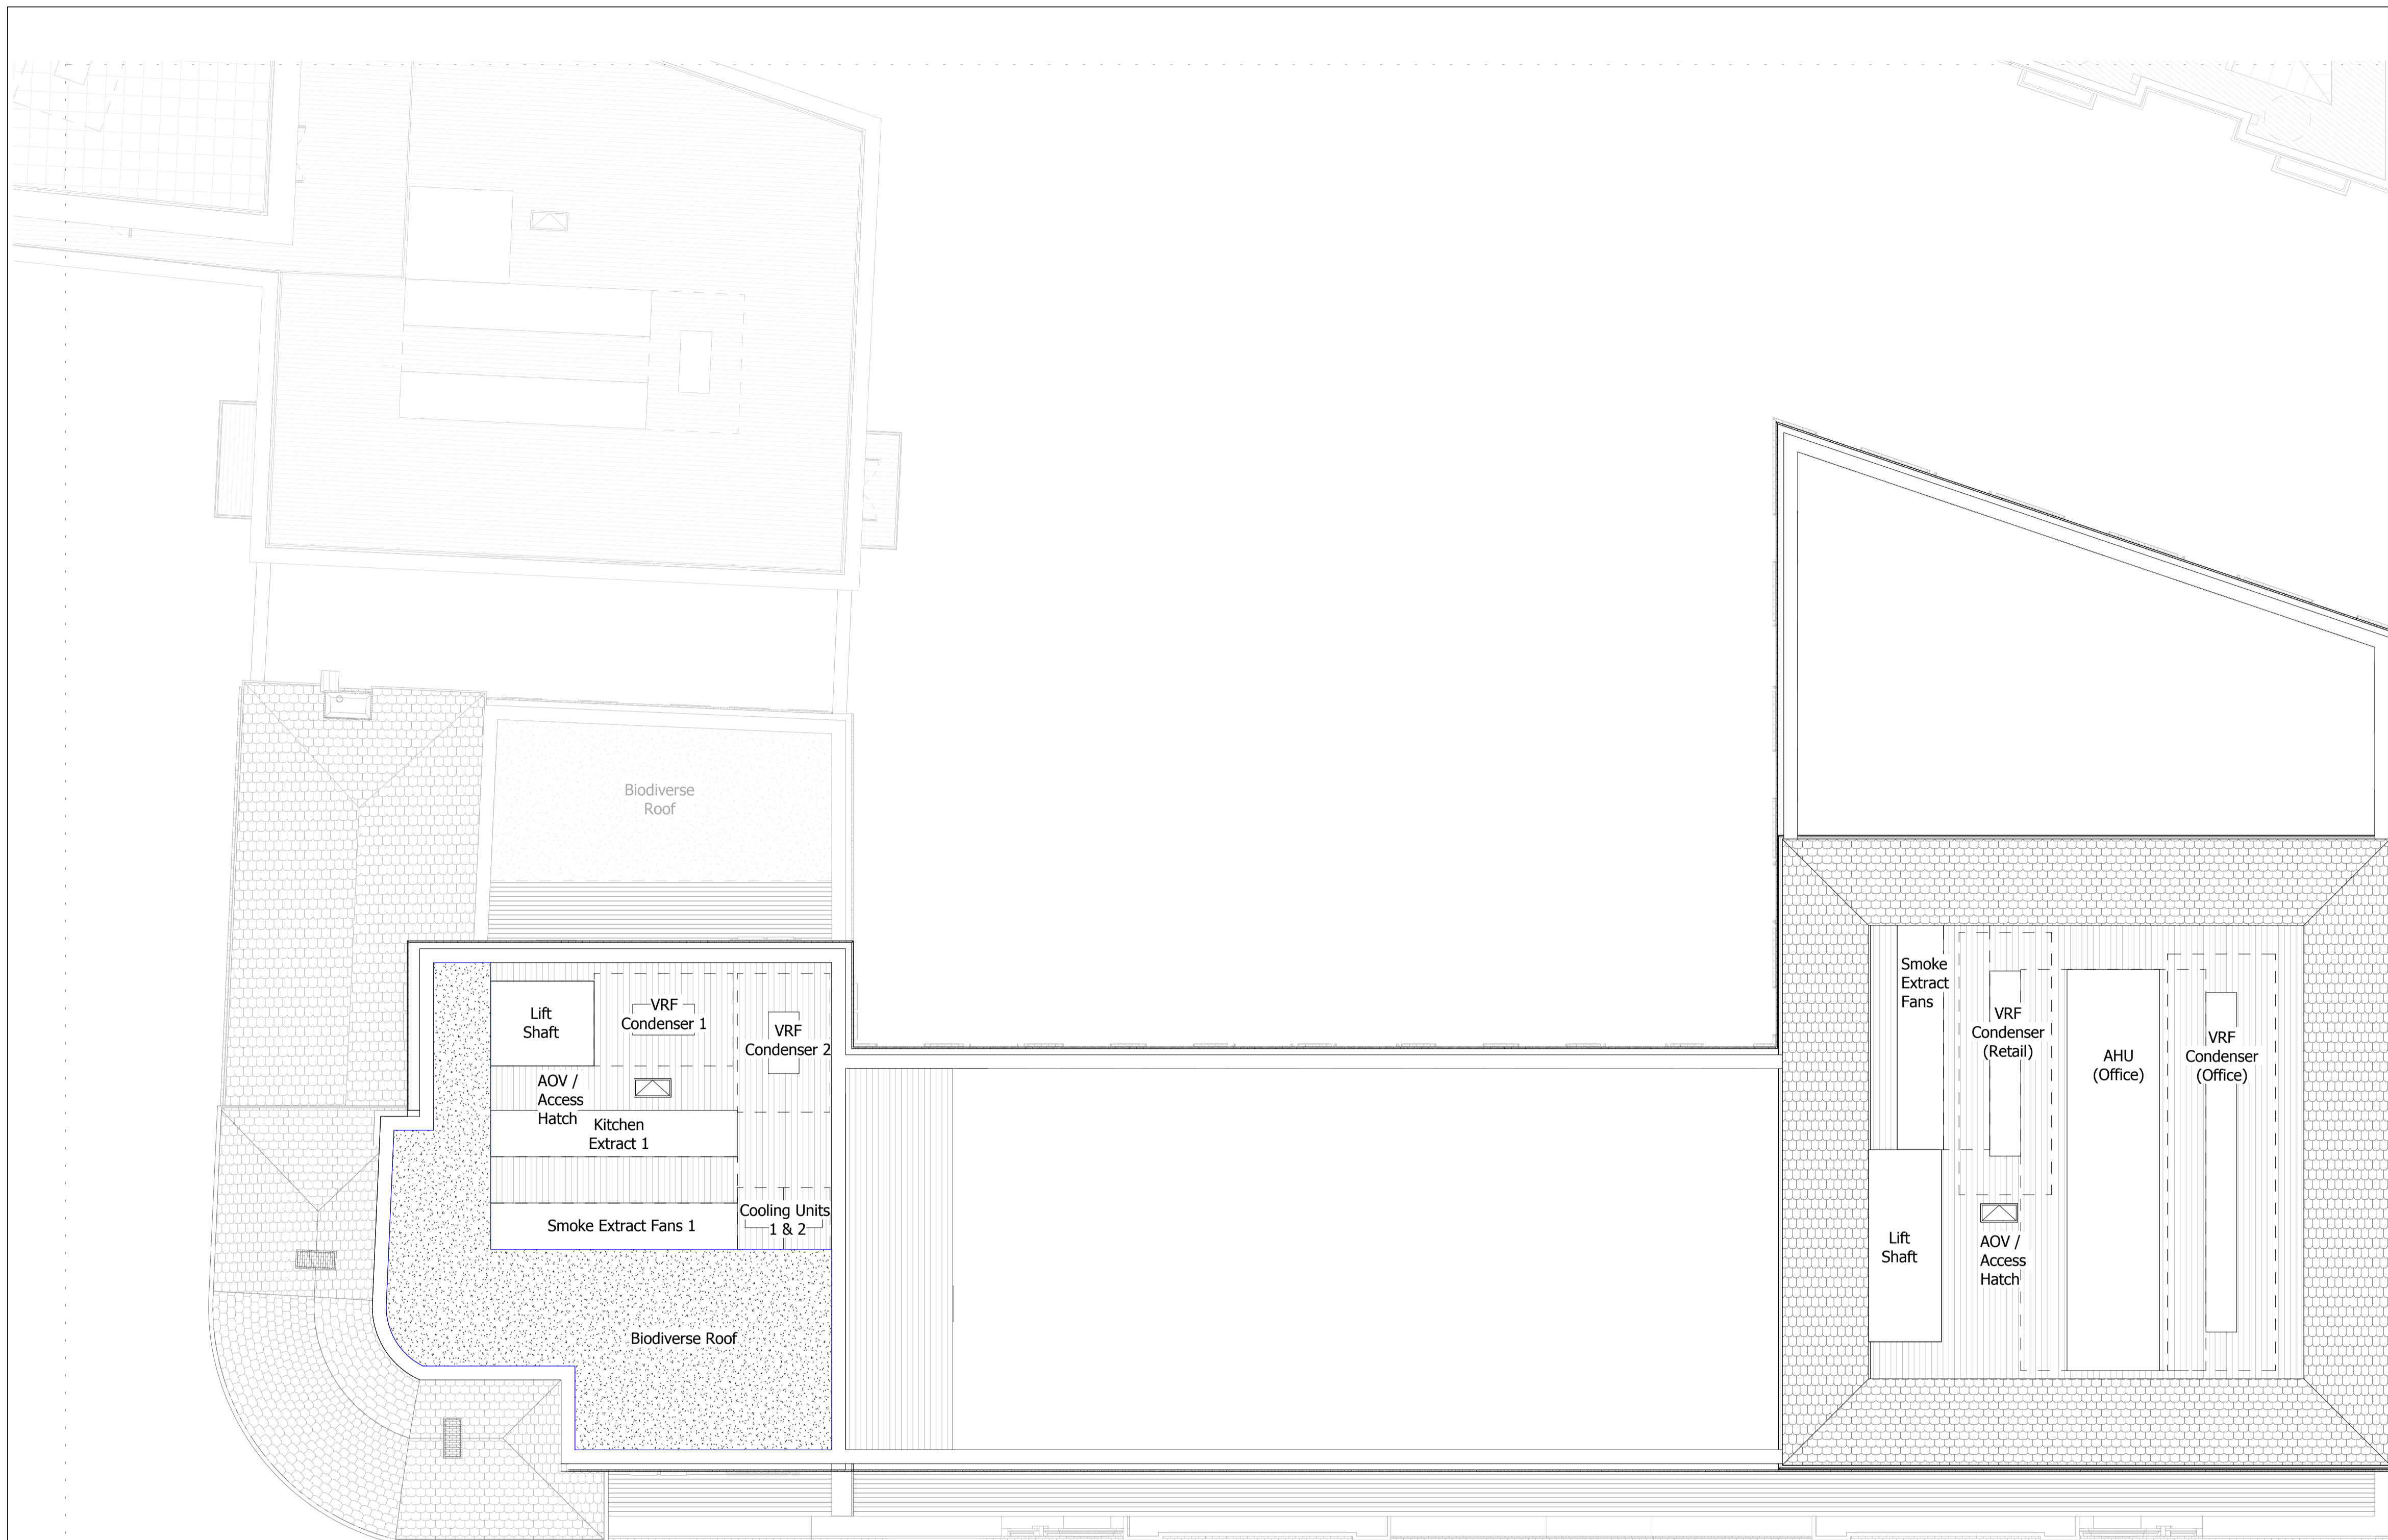 Biodiverse
Roof
Lift
Shaft
VRF
Condenser 1
VRF
Condenser 2
AOV /
Access
Hatch
Kitchen
Extract 1
Smoke Extract Fans 1
Cooling Units
1 & 2
Biodiverse Roof
Smoke
Extract
Fans
VRF
Condenser
(Retail)
AHU
(Office)
VRF
Condenser
(Office)
Lift
Shaft
AOV /
Access
Hatch